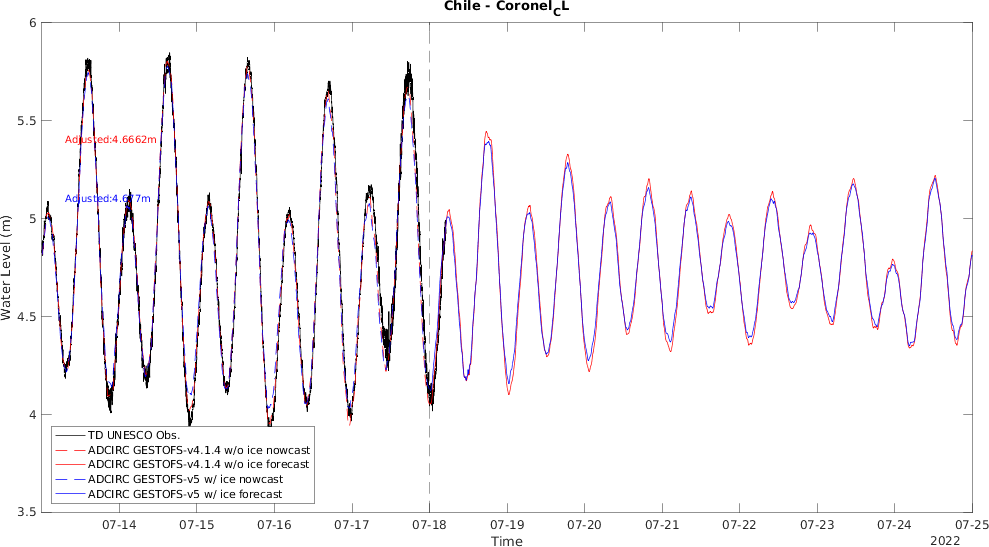 Chile - Coronel_CL
6
5.5
5
4.5
4
3.5
Water Level (m)
Adjusted:4.6662m
Adjusted:4.677m
TD UNESCO Obs.
ADCIRC GESTOFS-v4.1.4 w/o ice nowcast
ADCIRC GESTOFS-v4.1.4 w/o ice forecast
ADCIRC GESTOFS-v5 w/ ice nowcast
ADCIRC GESTOFS-v5 w/ ice forecast
07-14 07-15 07-16 07-17 07-18 07-19 07-20 07-21 07-22 07-23 07-24 07-25
Time
2022